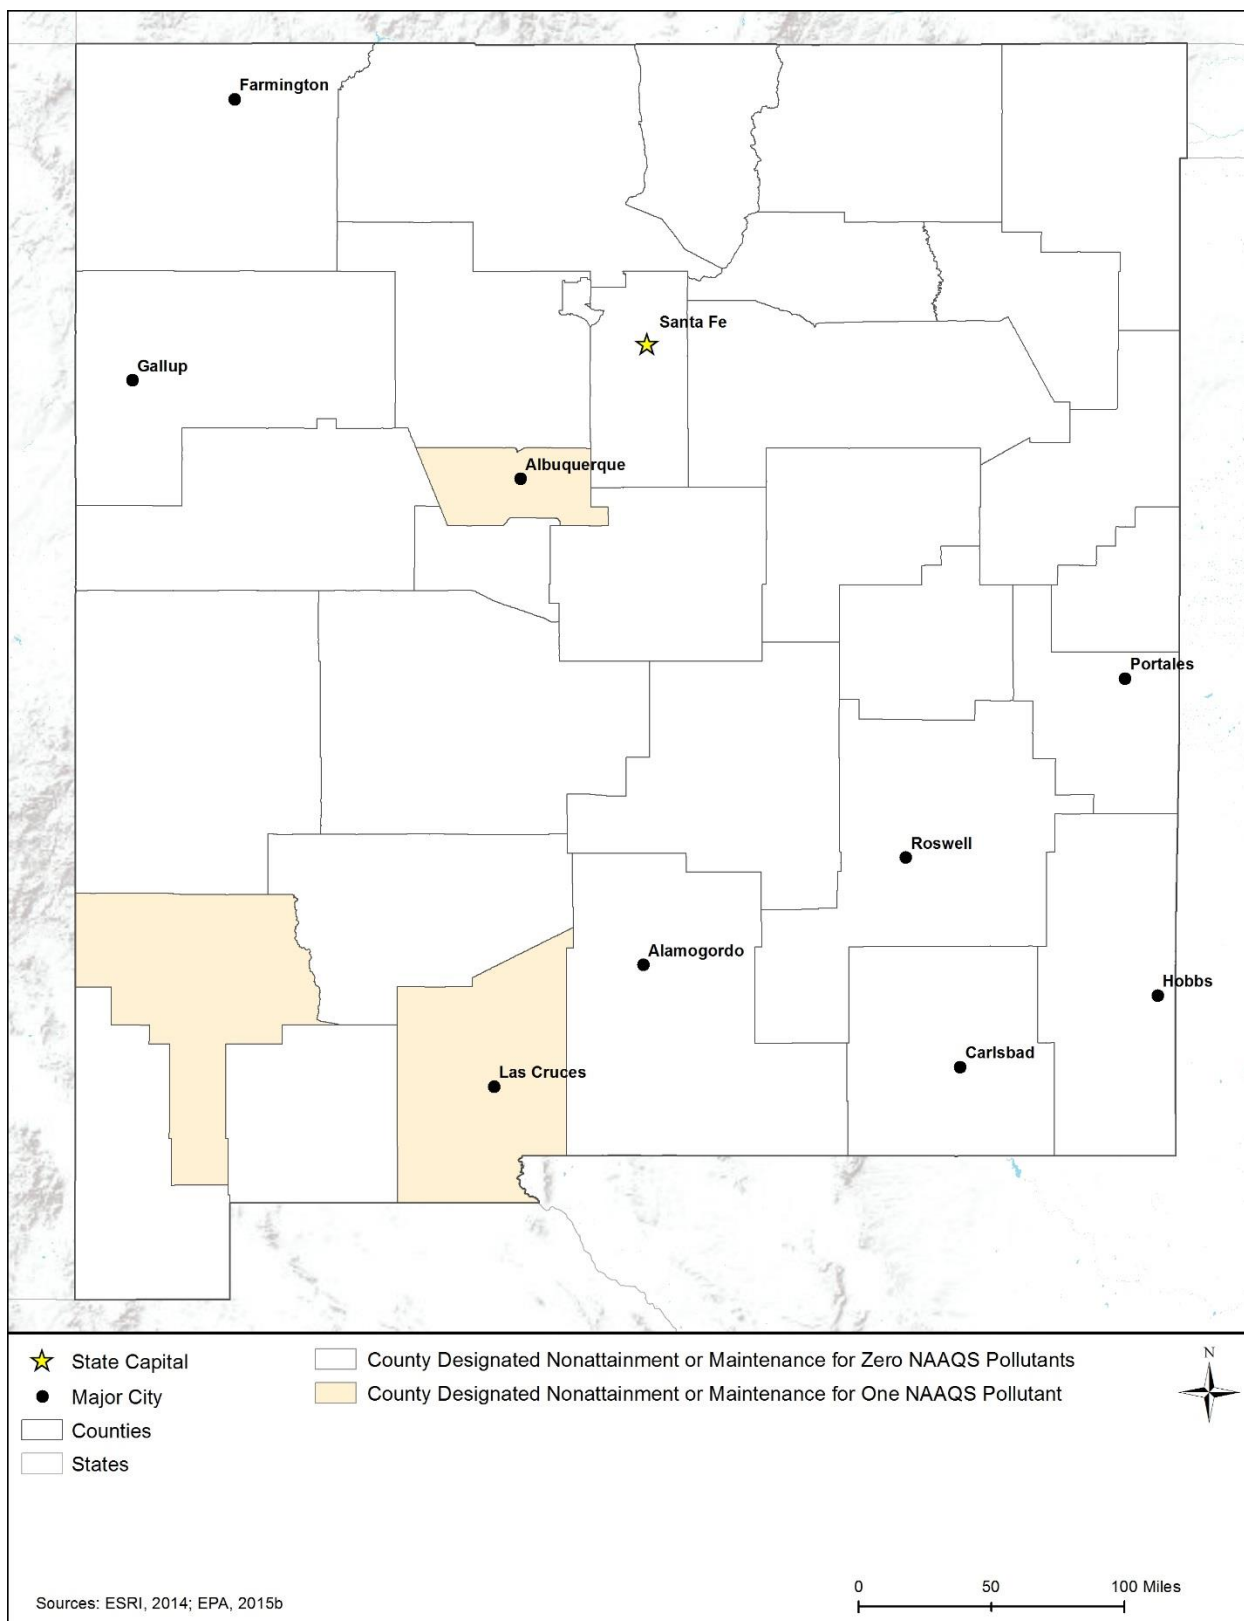 Farmington
Santa Fe
Gallup
Albuquerque
Portales
Roswell
Alamogordo
Hobbs
Carlsbad
Las Cruces
State Capital
Major City
Counties
States
County Designated Nonattainment or Maintenance for Zero NAAQS Pollutants
County Designated Nonattainment or Maintenance for One NAAQS Pollutant
N
Sources: ESRI, 2014; EPA, 2015b
0 50 100 Miles